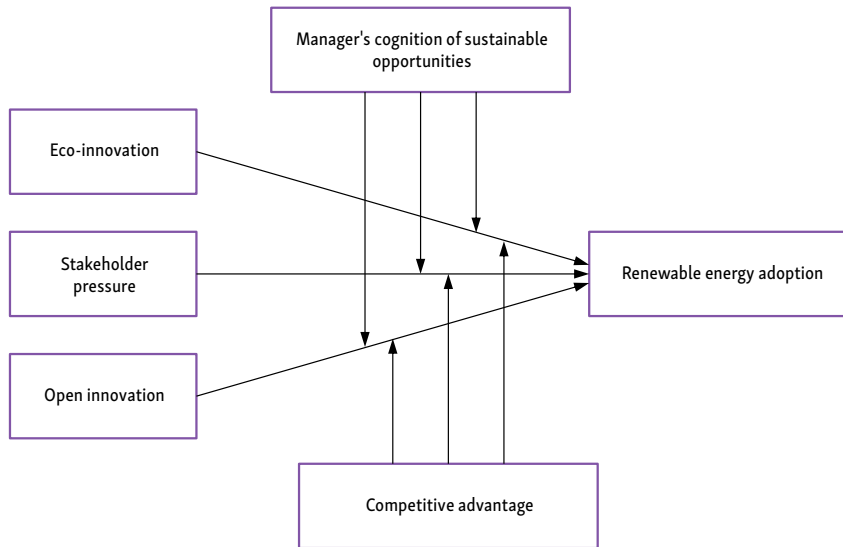 Manager's cognition of sustainable
opportunities
Eco-innovation
Stakeholder
pressure
Renewable energy adoption
Open innovation
Competitive advantage